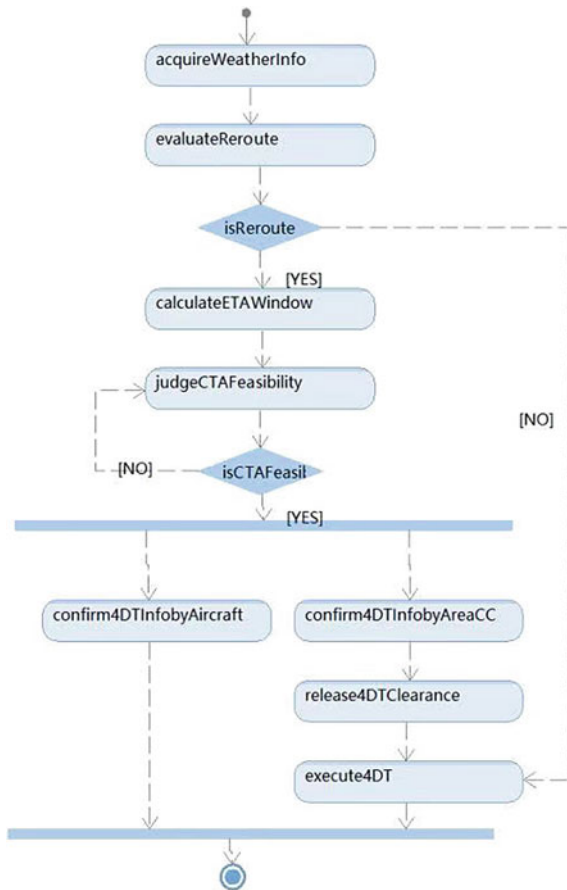 acquireWeatherInfo
evaluateReroute
isReroute
[YES]
calculateETAWindow
judgeCTAFeasibility
[NO]
[NO]
isCTAFeasil
[YES]
confirm4DTInfobyAircraft
confirm4DTInfobyAreaCC
release4DTClearance
execute4DT